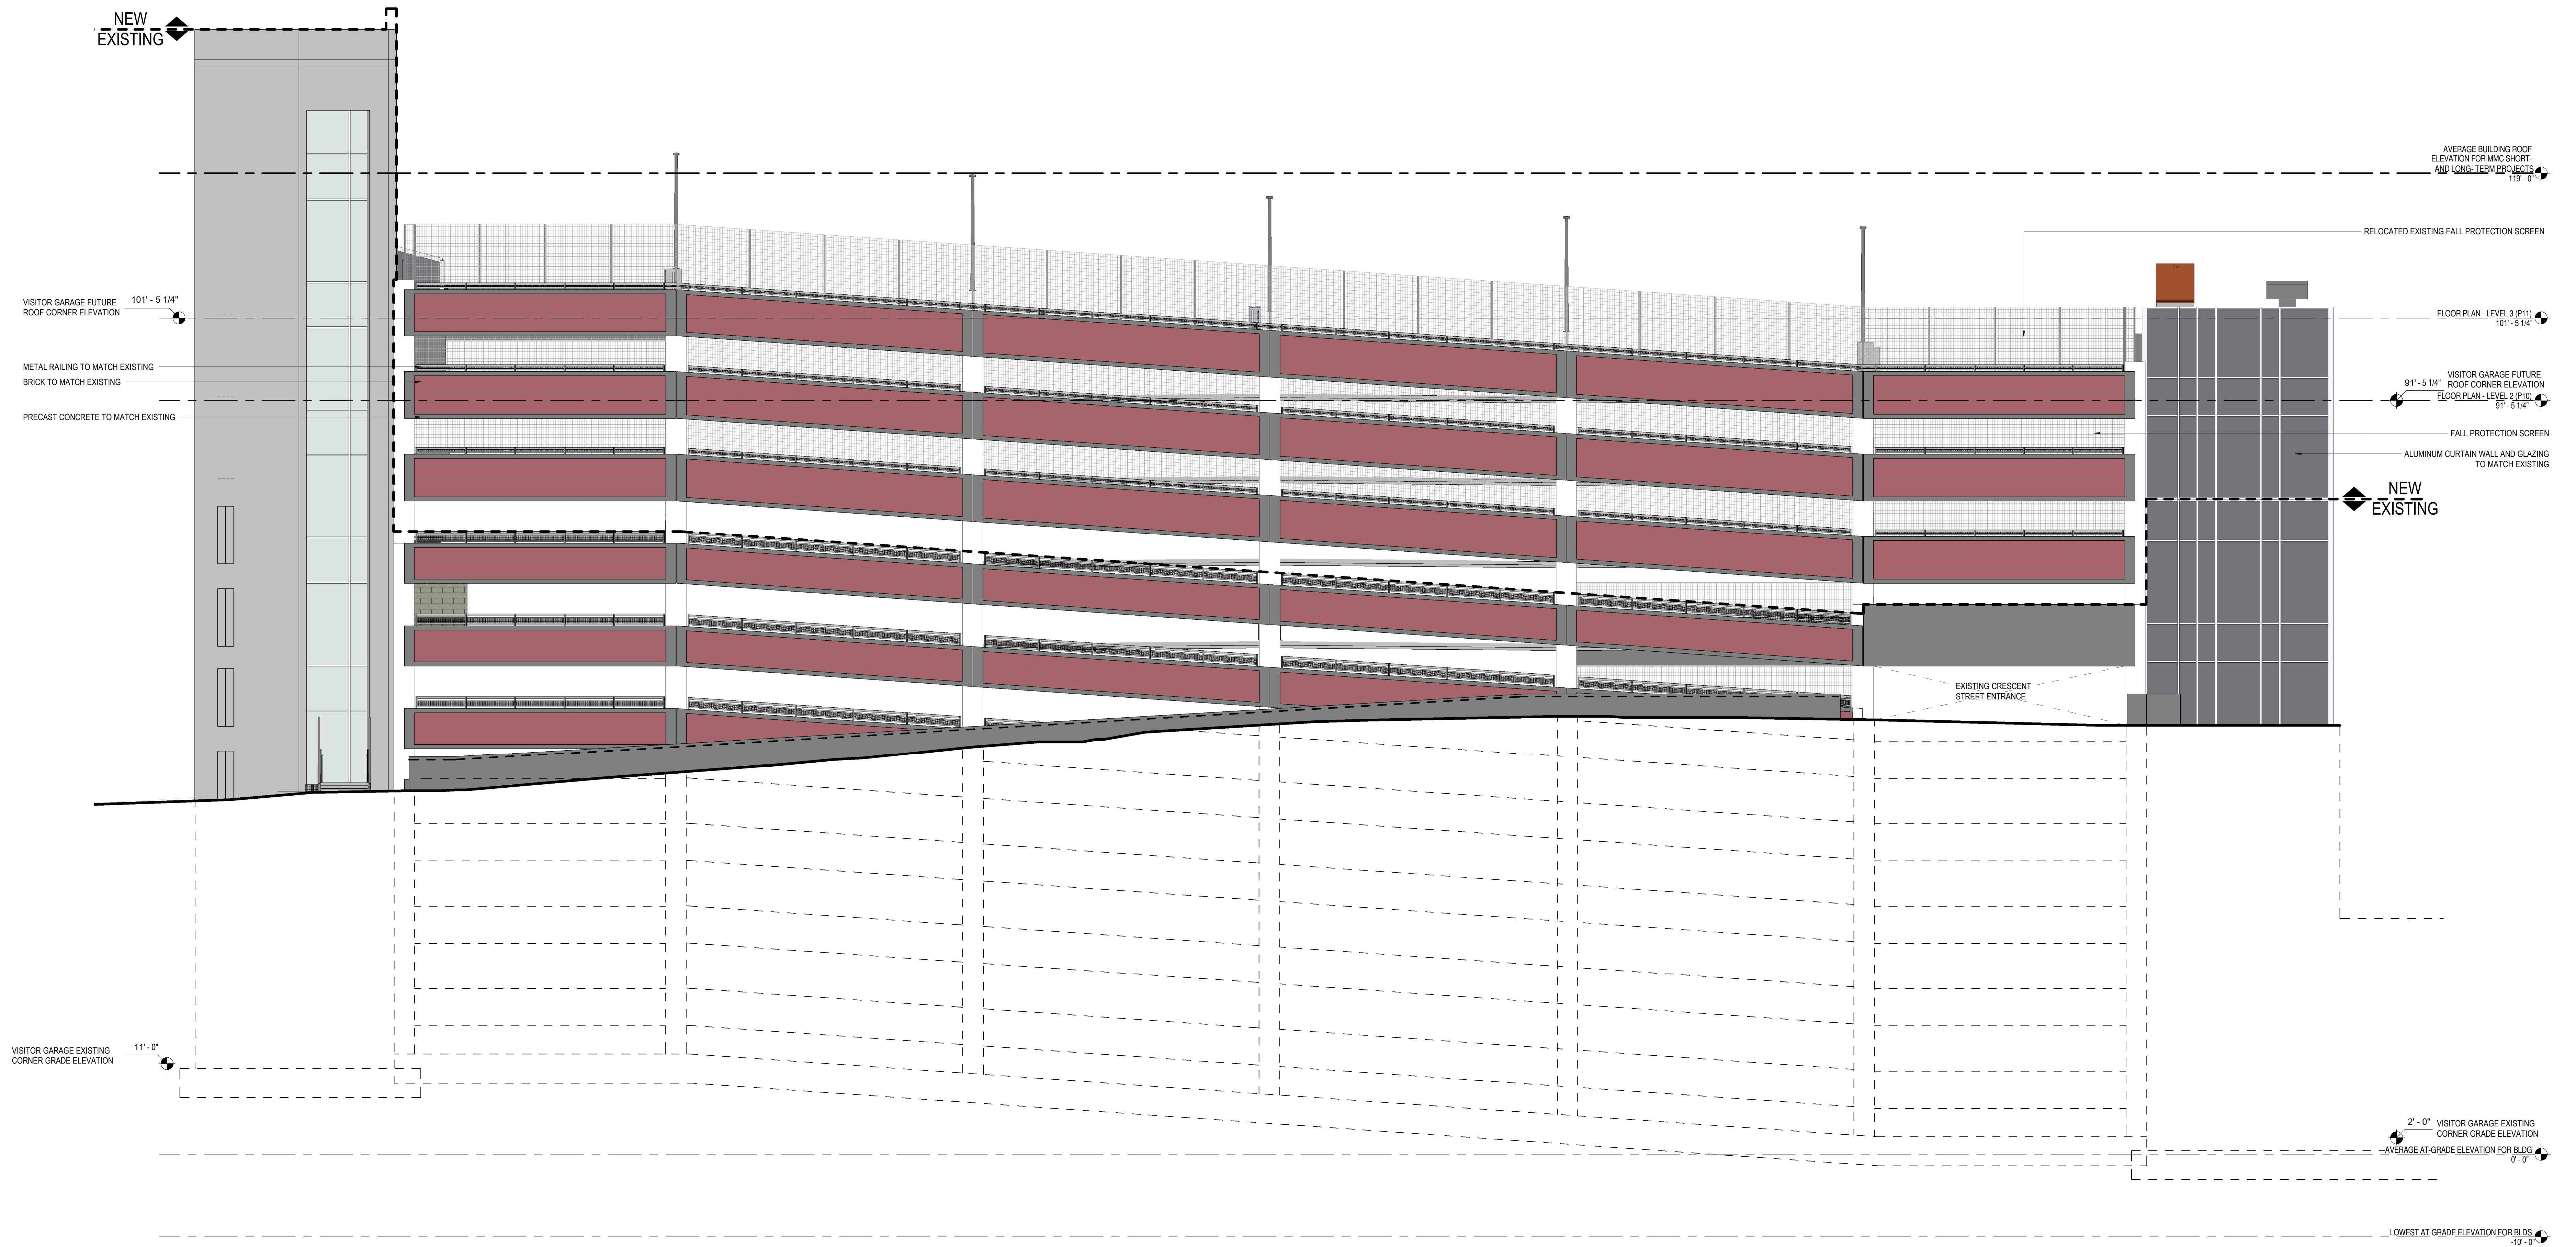 NEW
EXISTING
AVERAGE BUILDING ROOF
ELEVATION FOR MMC SHORT-
AND LONG- TERM PROJECTS
119' - 0"
RELOCATED EXISTING FALL PROTECTION SCREEN
VISITOR GARAGE FUTURE
ROOF CORNER ELEVATION
101' - 5 1/4"
FLOOR PLAN - LEVEL 3 (P11)
101' - 5 1/4"
METAL RAILING TO MATCH EXISTING
BRICK TO MATCH EXISTING
PRECAST CONCRETE TO MATCH EXISTING
91' - 5 1/4"
VISITOR GARAGE FUTURE
ROOF CORNER ELEVATION
FLOOR PLAN - LEVEL 2 (P10)
91' - 5 1/4"
FALL PROTECTION SCREEN
ALUMINUM CURTAIN WALL AND GLAZING
TO MATCH EXISTING
NEW
EXISTING
EXISTING CRESCENT
STREET ENTRANCE
VISITOR GARAGE EXISTING
CORNER GRADE ELEVATION
11' - 0"
2' - 0"
VISITOR GARAGE EXISTING
CORNER GRADE ELEVATION
AVERAGE AT-GRADE ELEVATION FOR BLDG
0' - 0"
LOWEST AT-GRADE ELEVATION FOR BLDS
-10' - 0"